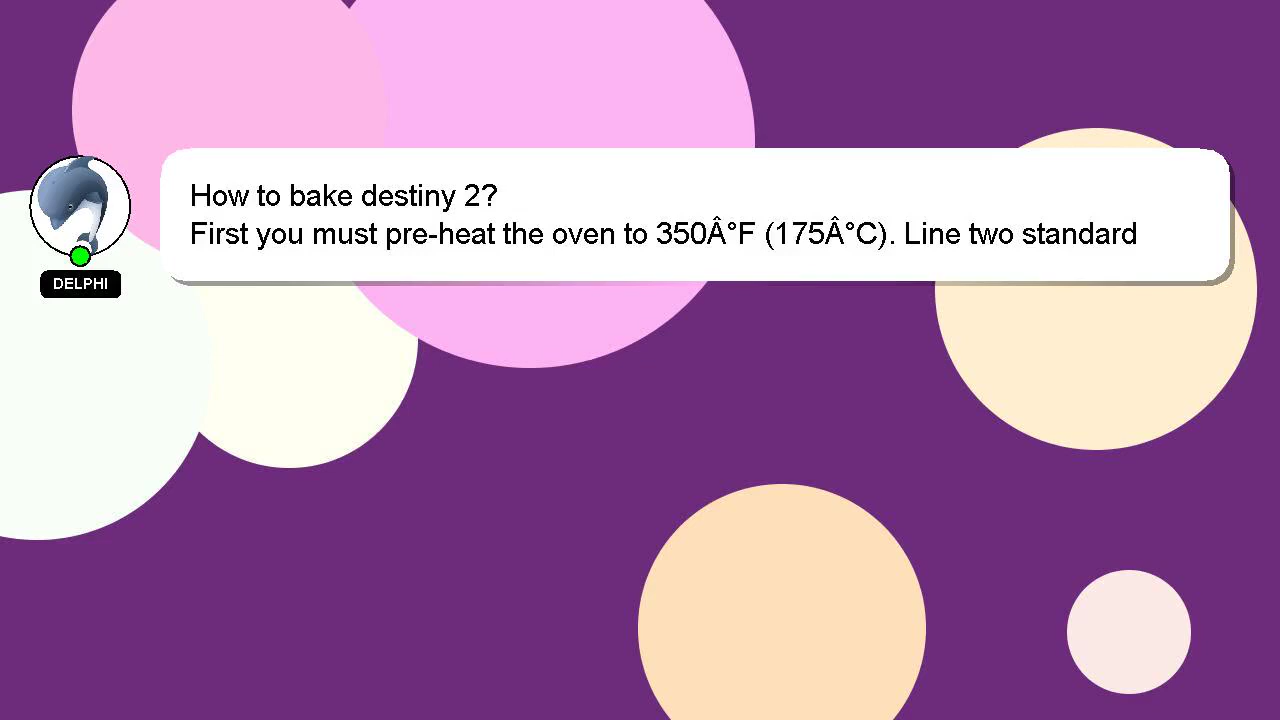 How to bake destiny 2?
First you must pre-heat the oven to 350Â°F (175Â°C). Line two standard
DELPHI